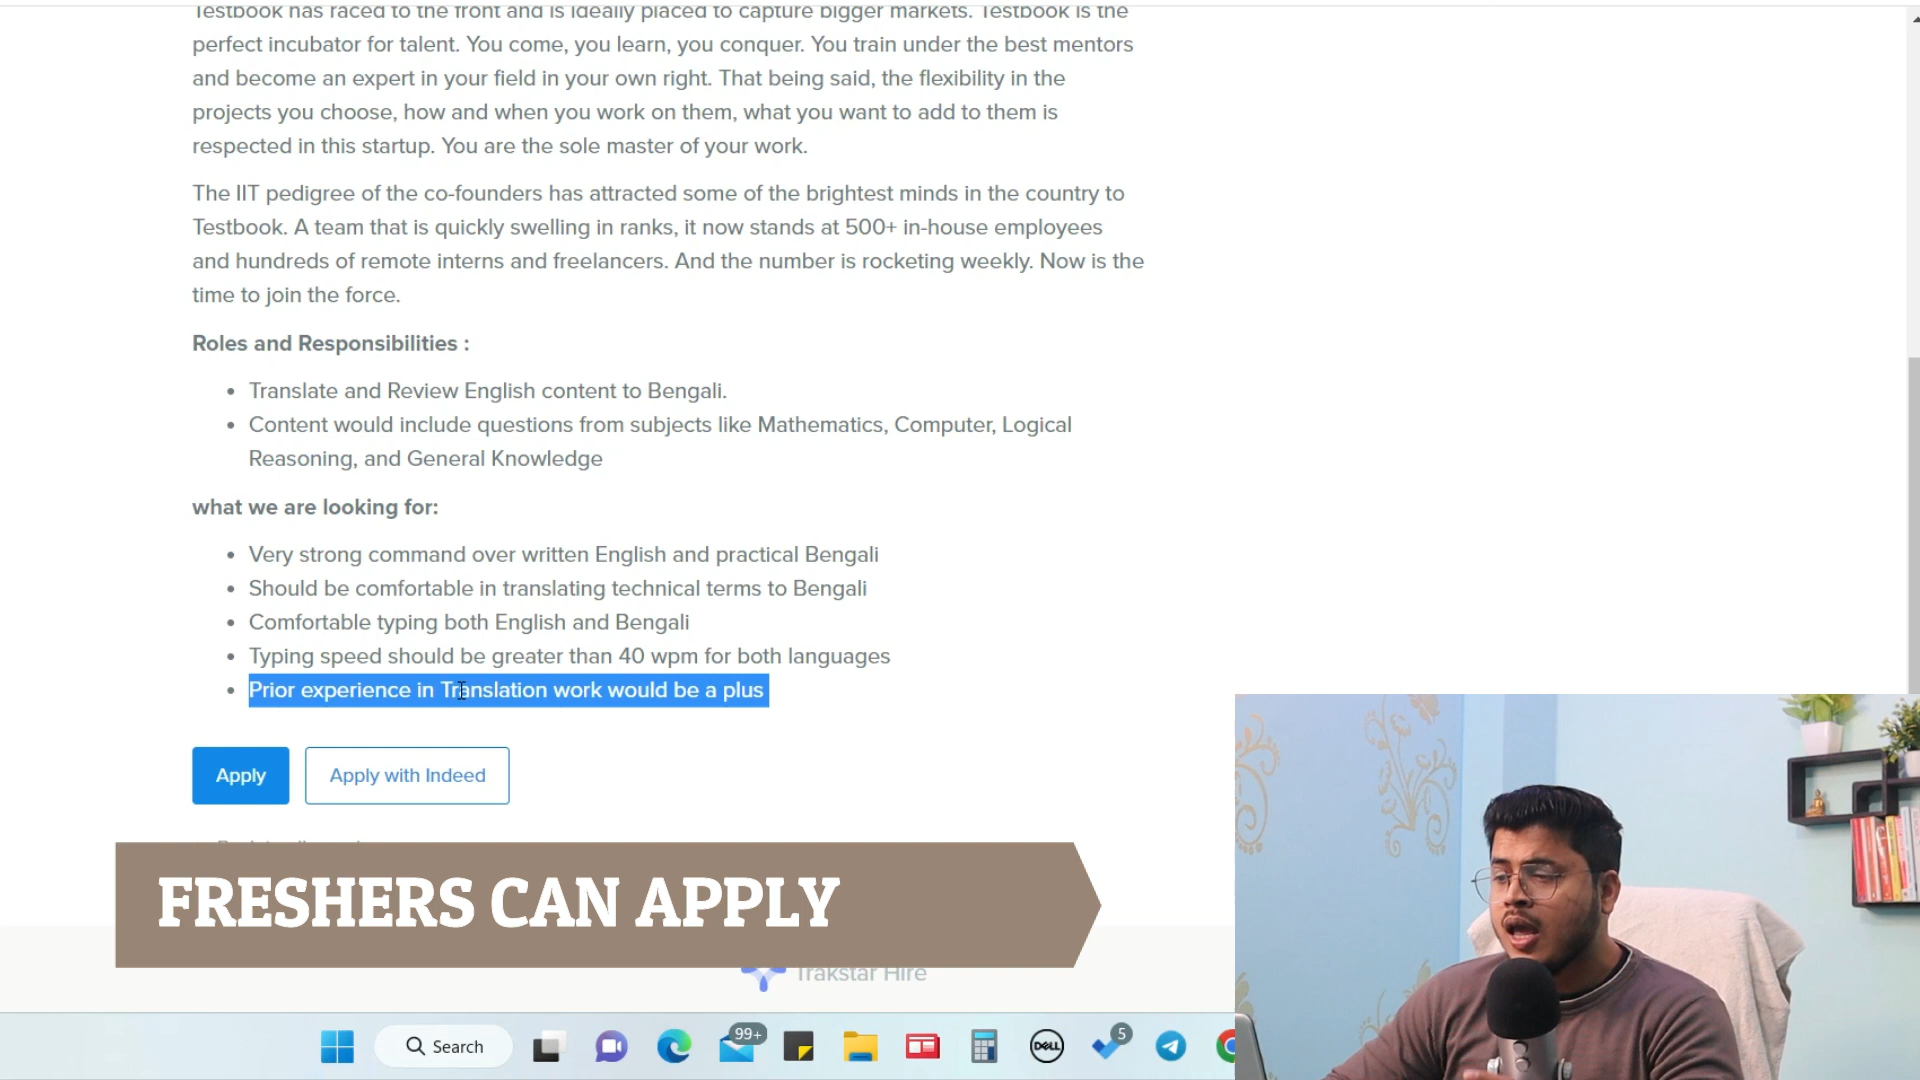 Testbook has raced to the front and is ideally placed to capture bigger markets. Testbook is the
perfect incubator for talent. You come, you learn, you conquer. You train under the best mentors
and become an expert in your field in your own right. That being said, the flexibility in the
projects you choose, how and when you work on them, what you want to add to them is
respected in this startup. You are the sole master of your work.
The IIT pedigree of the co-founders has attracted some of the brightest minds in the country to
Testbook. A team that is quickly swelling in ranks, it now stands at 500+ in-house employees
and hundreds of remote interns and freelancers. And the number is rocketing weekly. Now is the
time to join the force.
Roles and Responsibilities :
• Translate and Review English content to Bengali.
• Content would include questions from subjects like Mathematics, Computer, Logical
Reasoning, and General Knowledge
what we are looking for:
• Very strong command over written English and practical Bengali
• Should be comfortable in translating technical terms to Bengali
• Comfortable typing both English and Bengali
• Typing speed should be greater than 40 wpm for both languages
• Prior experience in Translation work would be a plus
Apply
Apply with Indeed
FRESHERS CAN APPLY
Trakstar Hire
Search
99+
DELL
5